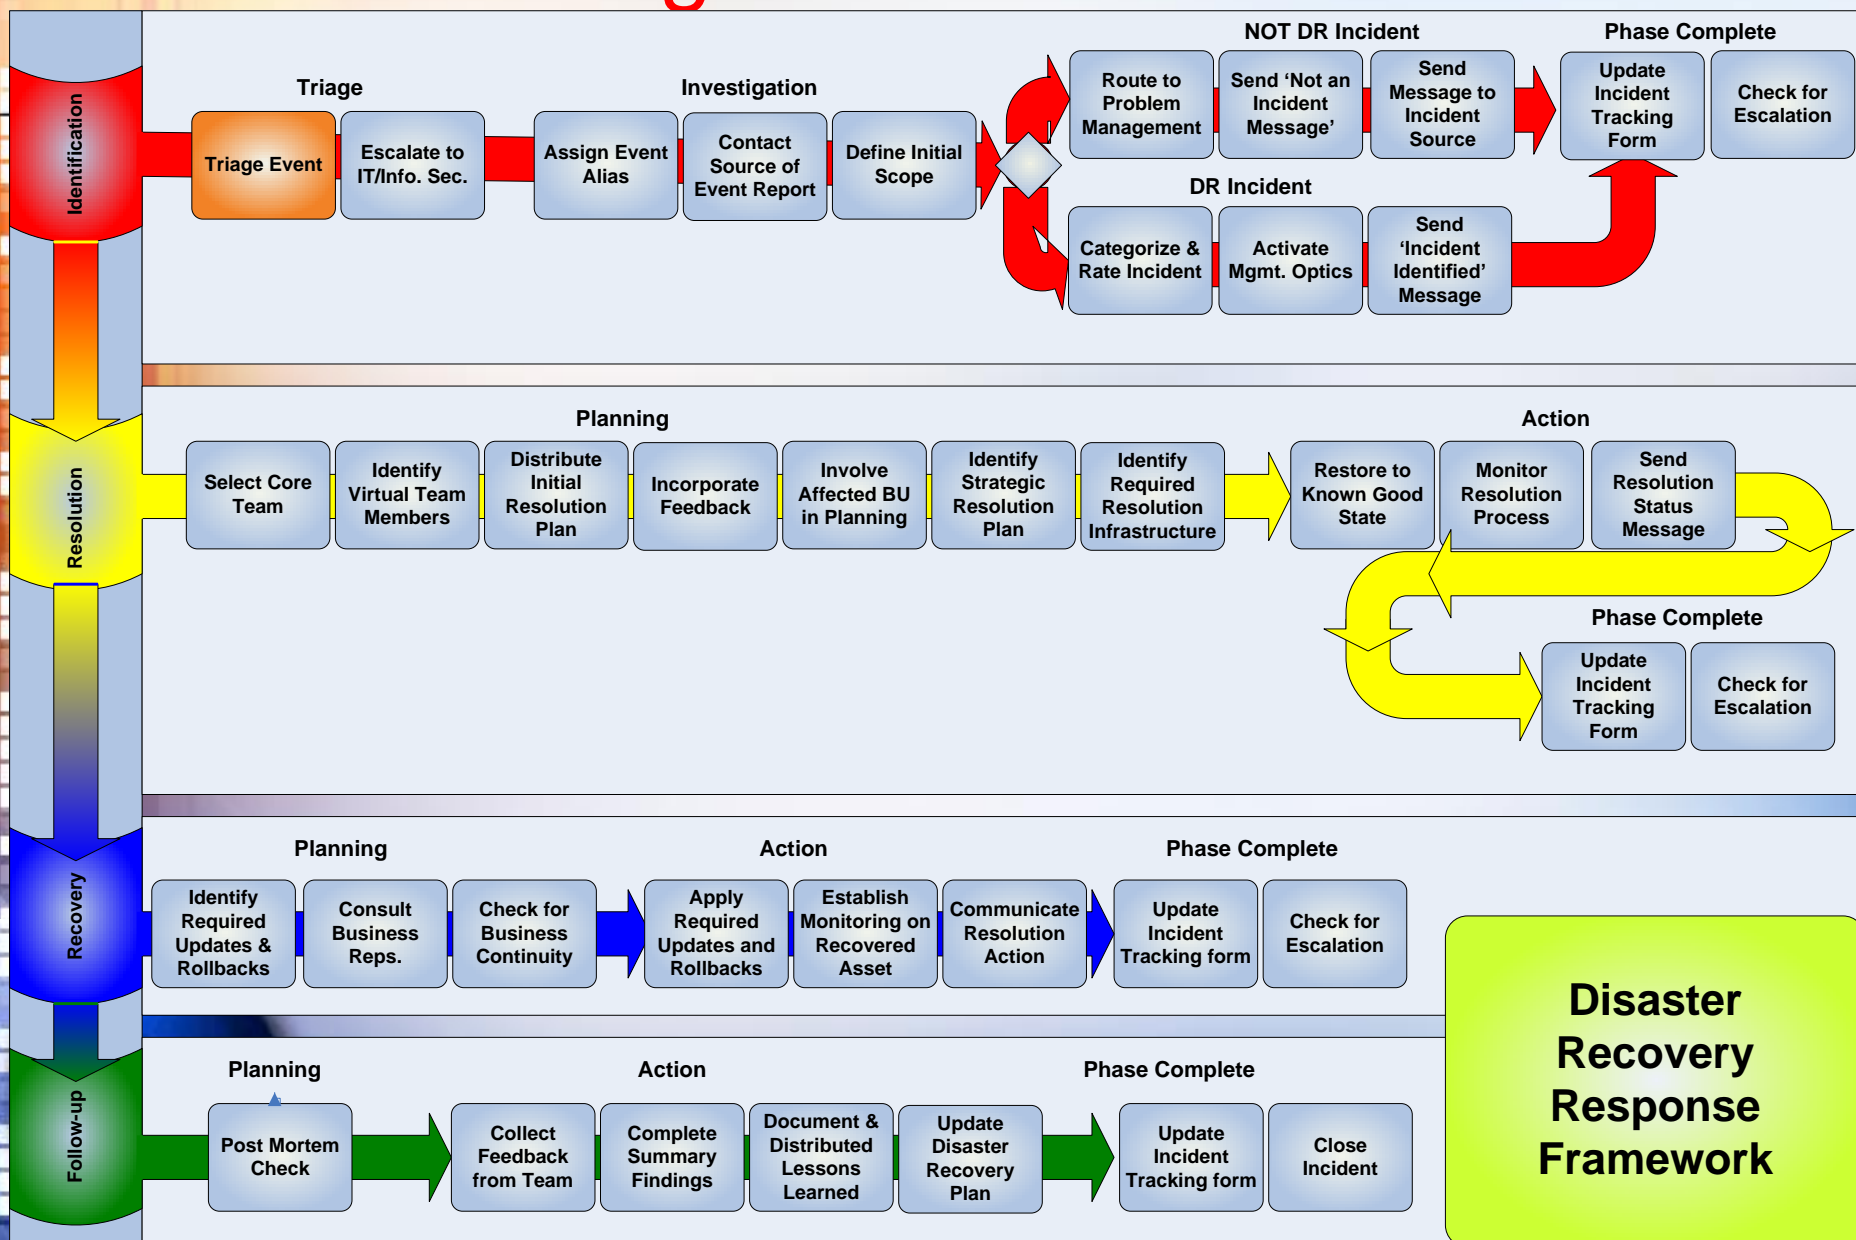 g
NOT DR Incident
Phase Complete
Triage
Investigation
Identification
Triage Event
Escalate to
IT/Info. Sec.
Assign Event
Alias
Contact
Source of
Event Report
Define Initial
Scope
Route to
Problem
Management
Send ‘Not an
Incident
Message’
Send
Message to
Incident
Source
Update
Incident
Tracking
Form
Check for
Escalation
DR Incident
Categorize &
Rate Incident
Activate
Mgmt. Optics
Send
‘Incident
Identified’
Message
Planning
Action
Resolution
Select Core
Team
Identify
Virtual Team
Members
Distribute
Initial
Resolution
Plan
Incorporate
Feedback
Involve
Affected BU
in Planning
Identify
Strategic
Resolution
Plan
Identify
Required
Resolution
Infrastructure
Restore to
Known Good
State
Monitor
Resolution
Process
Send
Resolution
Status
Message
Phase Complete
Update
Incident
Tracking
Form
Check for
Escalation
Planning
Action
Phase Complete
Recovery
Identify
Required
Updates &
Rollbacks
Consult
Business
Reps.
Check for
Business
Continuity
Apply
Required
Updates and
Rollbacks
Establish
Monitoring on
Recovered
Asset
Communicate
Resolution
Action
Update
Incident
Tracking form
Check for
Escalation
Planning
Action
Phase Complete
Follow-up
Post Mortem
Check
Collect
Feedback
from Team
Complete
Summary
Findings
Document &
Distributed
Lessons
Learned
Update
Disaster
Recovery
Plan
Update
Incident
Tracking form
Close
Incident
Disaster
Recovery
Response
Framework